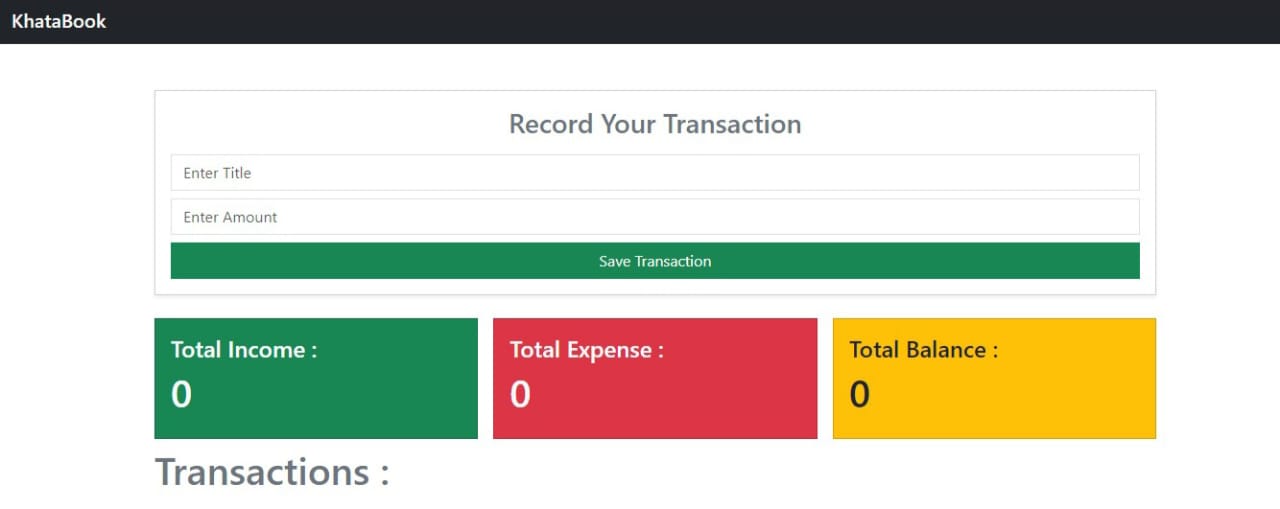 KhataBook
Record Your Transaction
Enter Title
Enter Amount
Save Transaction
Total Income :
0
Total Expense :
0
Total Balance :
0
Transactions :